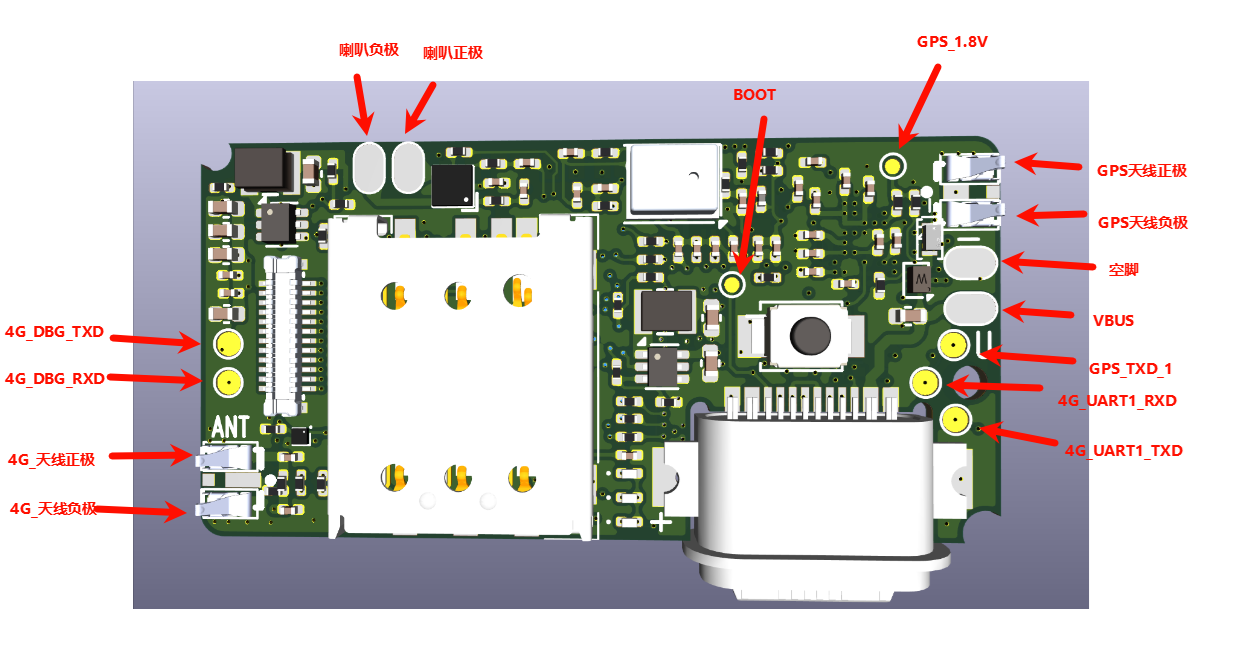 喇叭负极
喇叭正极
GPS_1.8V
BOOT
GPS天线正极
GPS天线负极
空脚
VBUS
4G_DBG_TXD
GPS_TXD_1
4G_DBG_RXD
4G_UART1_RXD
ANT
4G_UART1_TXD
4G_天线正极
4G_天线负极
W
+